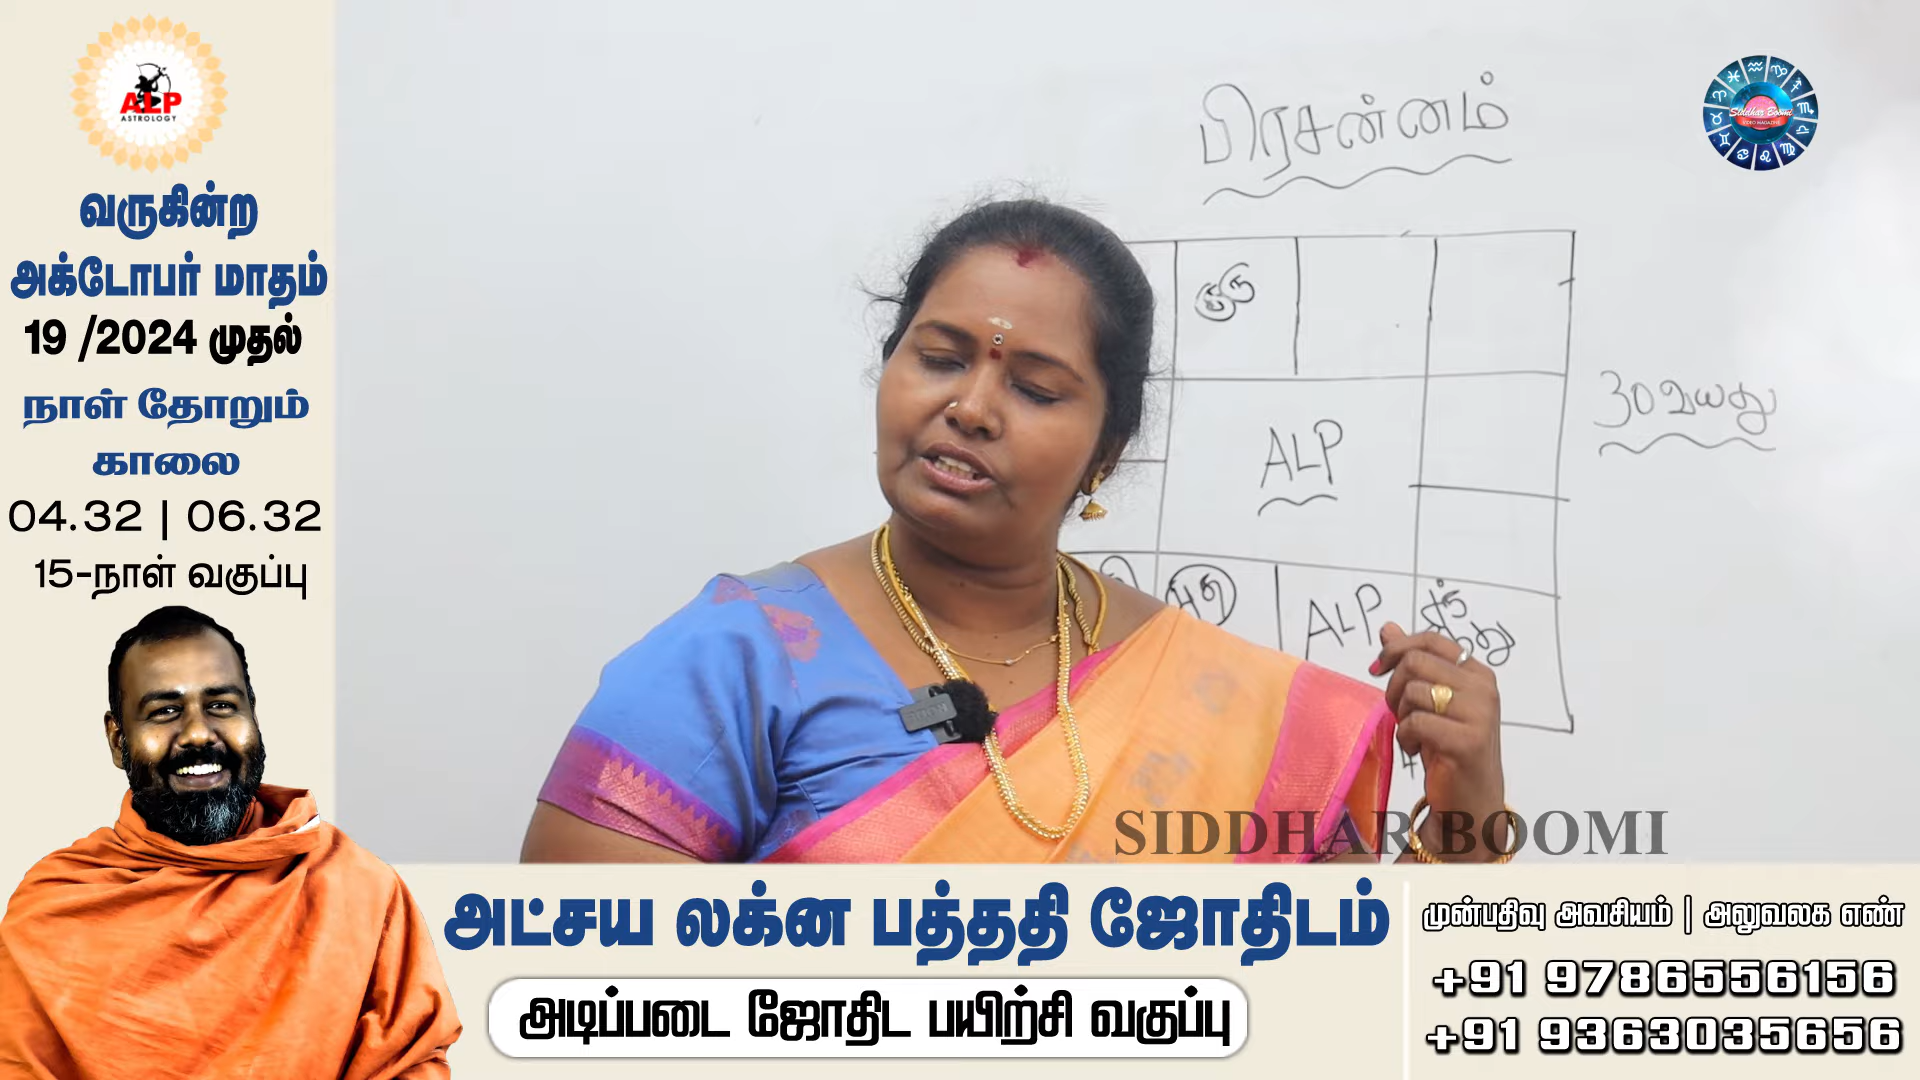 ALP
ASTROLOGY
வருகின்ற
அக்டோபர் மாதம்
19 /2024 முதல்
நாள் தோறும்
காலை
04.32 | 06.32
15-நாள் வகுப்பு
பிரசன்னம்
Siddhar Boomi
குரு
30 வயது
ALP
ALP
SIDDHAR BOOMI
அட்சய லக்ன பத்ததி ஜோதிடம்
அடிப்படை ஜோதிட பயிற்சி வகுப்பு
முன்பதிவு அவசியம் | அலுவலக எண்
+91 9786556156
+91 9363035656